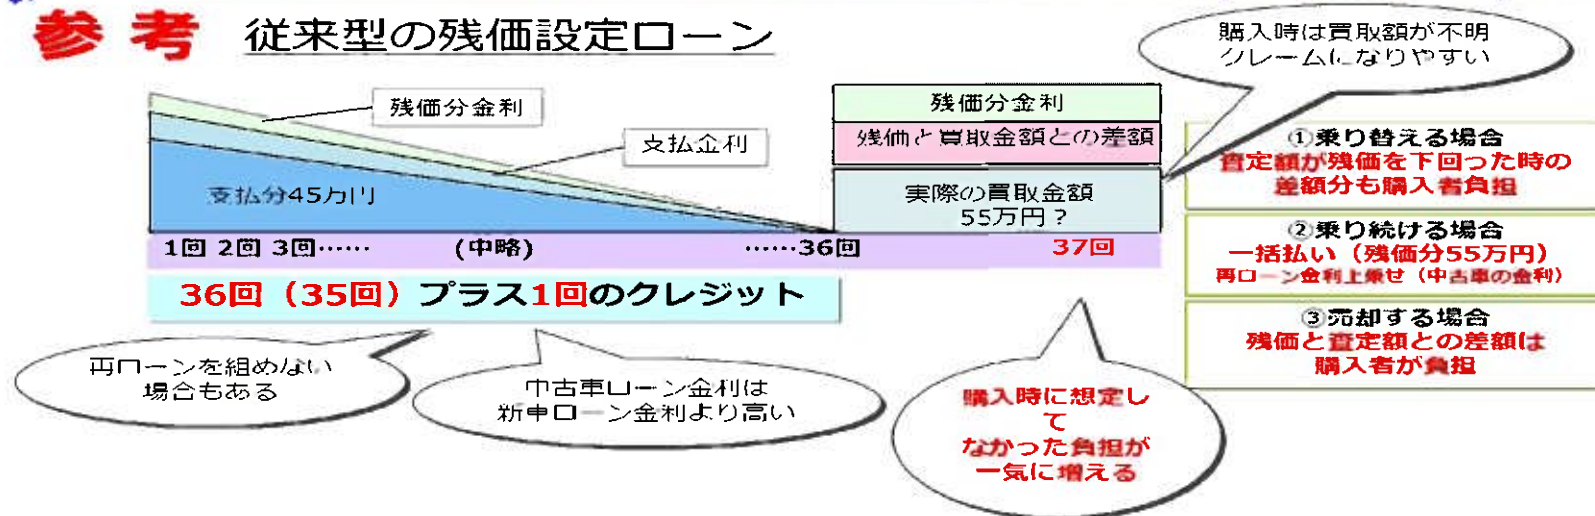 参考 従来型の残価設定ローン
購入時は買取額が不明
クレームになりやすい
残価分金利
支払金利
支払分45万円
残価分金利
残価と買取金額との差額
実際の買取金額
55万円？
1回 2回 3回…… (中略) ……36回 37回
36回（35回）プラス1回のクレジット
①乗り替える場合
査定額が残価を下回った時の
差額分も購入者負担
②乗り続ける場合
一括払い（残価分55万円）
再ローン金利上乗せ（中古車の金利）
③売却する場合
残価と査定額との差額は
購入者が負担
再ローンを組めない
場合もある
中古車ローン金利は
新車ローン金利より高い
購入時に想定し
て
なかった負担が
一気に増える